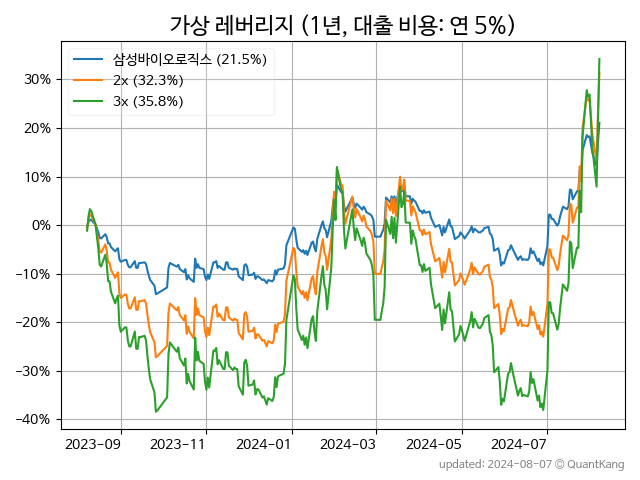 가상 레버리지 (1년, 대출 비용: 연 5%)
삼성바이오로직스 (21.5%)
2x (32.3%)
3x (35.8%)
30%
20%
10%
0%
−10%
−20%
−30%
−40%
2023-09 2023-11 2024-01 2024-03 2024-05 2024-07
updated: 2024-08-07 © QuantKang